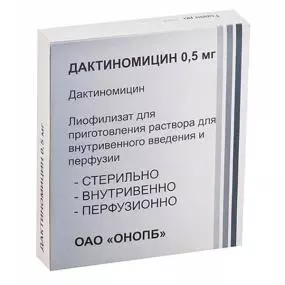 ДАКТИНОМИЦИН 0,5 мг
Дактиномицин
Лиофилизат для
приготовления раствора для
внутривенного введения и
перфузии
- СТЕРИЛЬНО
- ВНУТРИВЕННО
- ПЕРФУЗИОННО
ОАО «ОНОПБ»
ДАКТИНОМИЦИН 0,5 мг